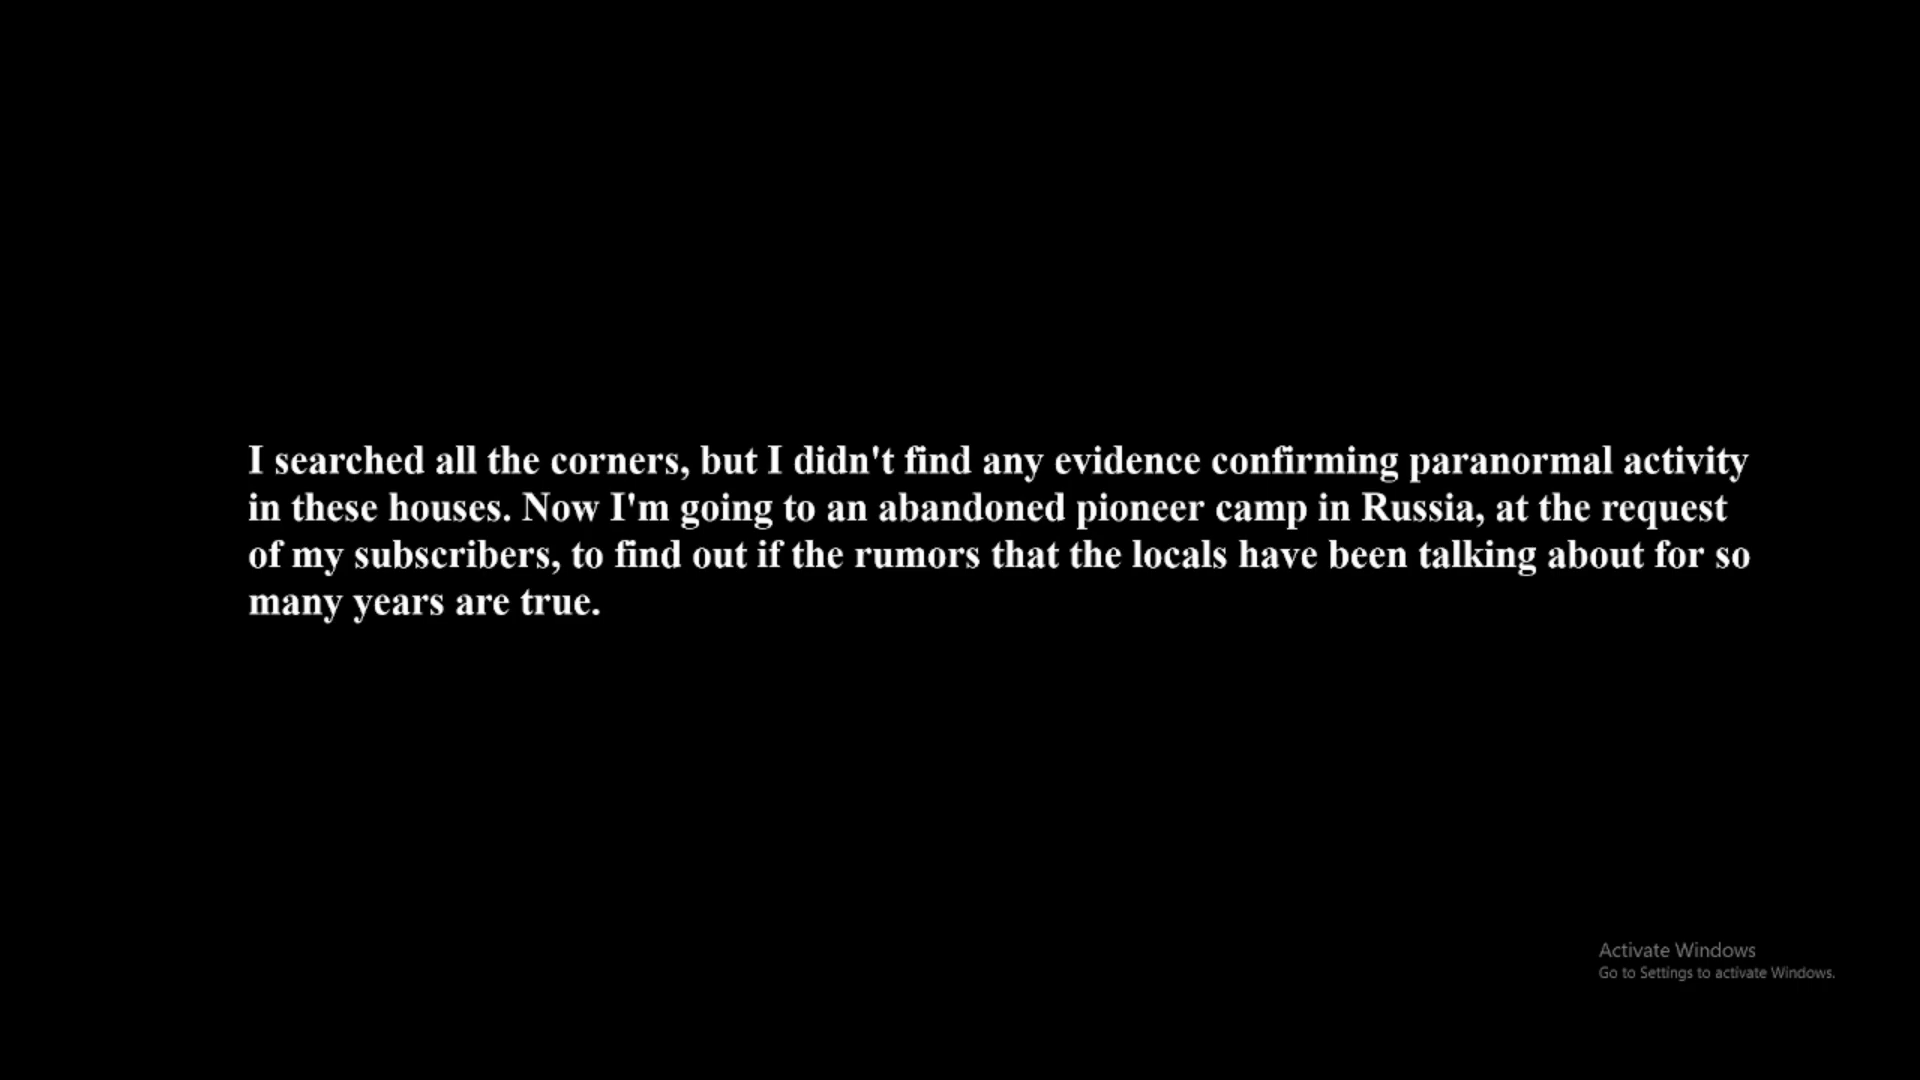 I searched all the corners, but I didn't find any evidence confirming paranormal activity
in these houses. Now I'm going to an abandoned pioneer camp in Russia, at the request
of my subscribers, to find out if the rumors that the locals have been talking about for so
many years are true.
Activate Windows
Go to Settings to activate Windows.